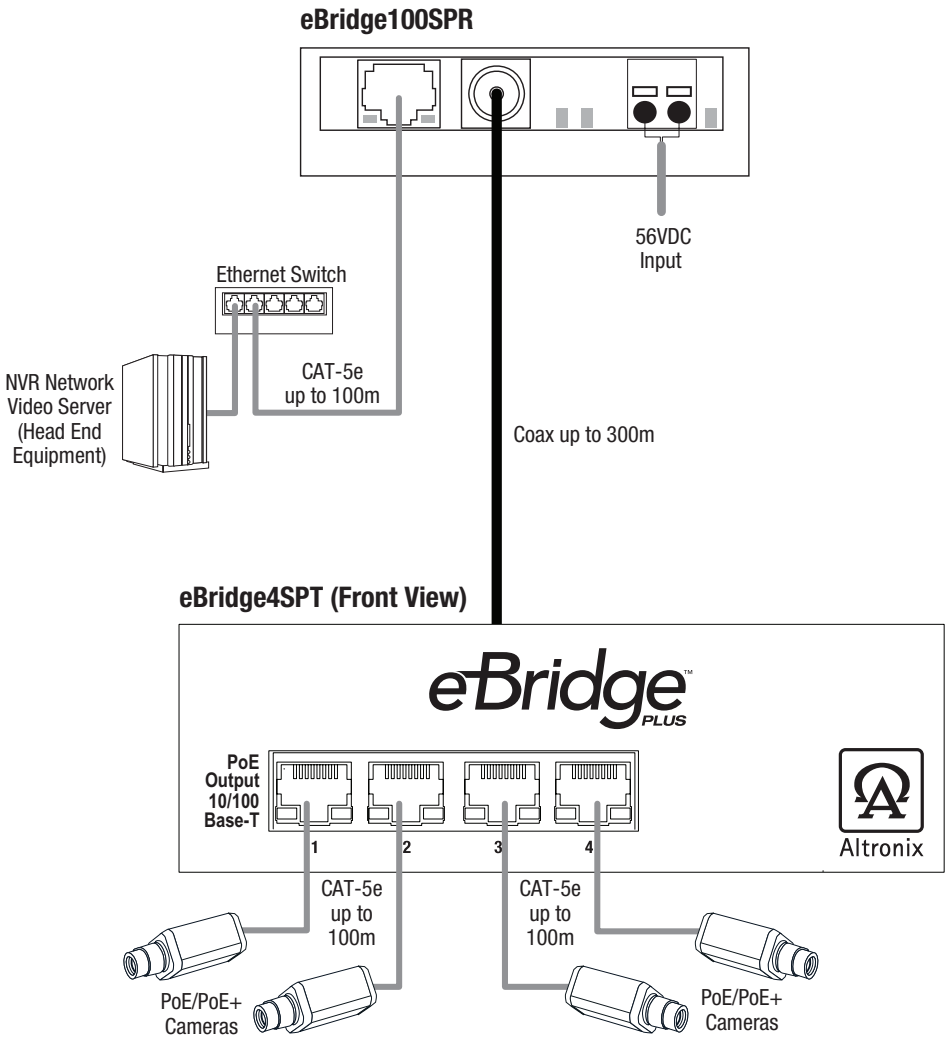 eBridge100SPR
56VDC
Input
Ethernet Switch
CAT-5e
up to 100m
NVR Network
Video Server
(Head End
Equipment)
Coax up to 300m
eBridge4SPT (Front View)
eBridge™
PLUS
PoE
Output
10/100
Base-T
1
2
3
4
Altronix
CAT-5e
up to
100m
CAT-5e
up to
100m
PoE/PoE+
Cameras
PoE/PoE+
Cameras